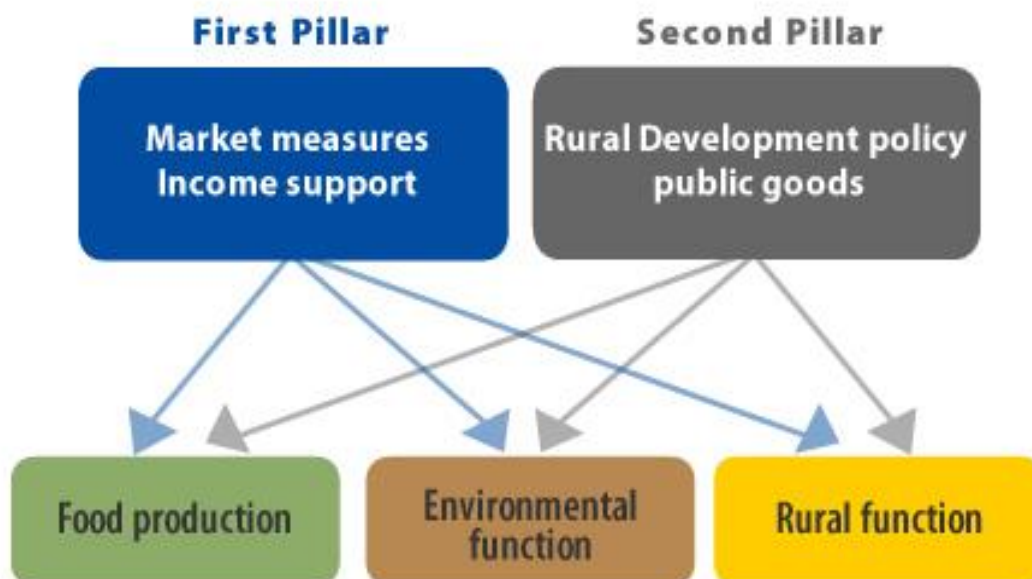 First Pillar
Second Pillar
Market measures
Income support
Rural Development policy
public goods
Food production
Environmental
function
Rural function